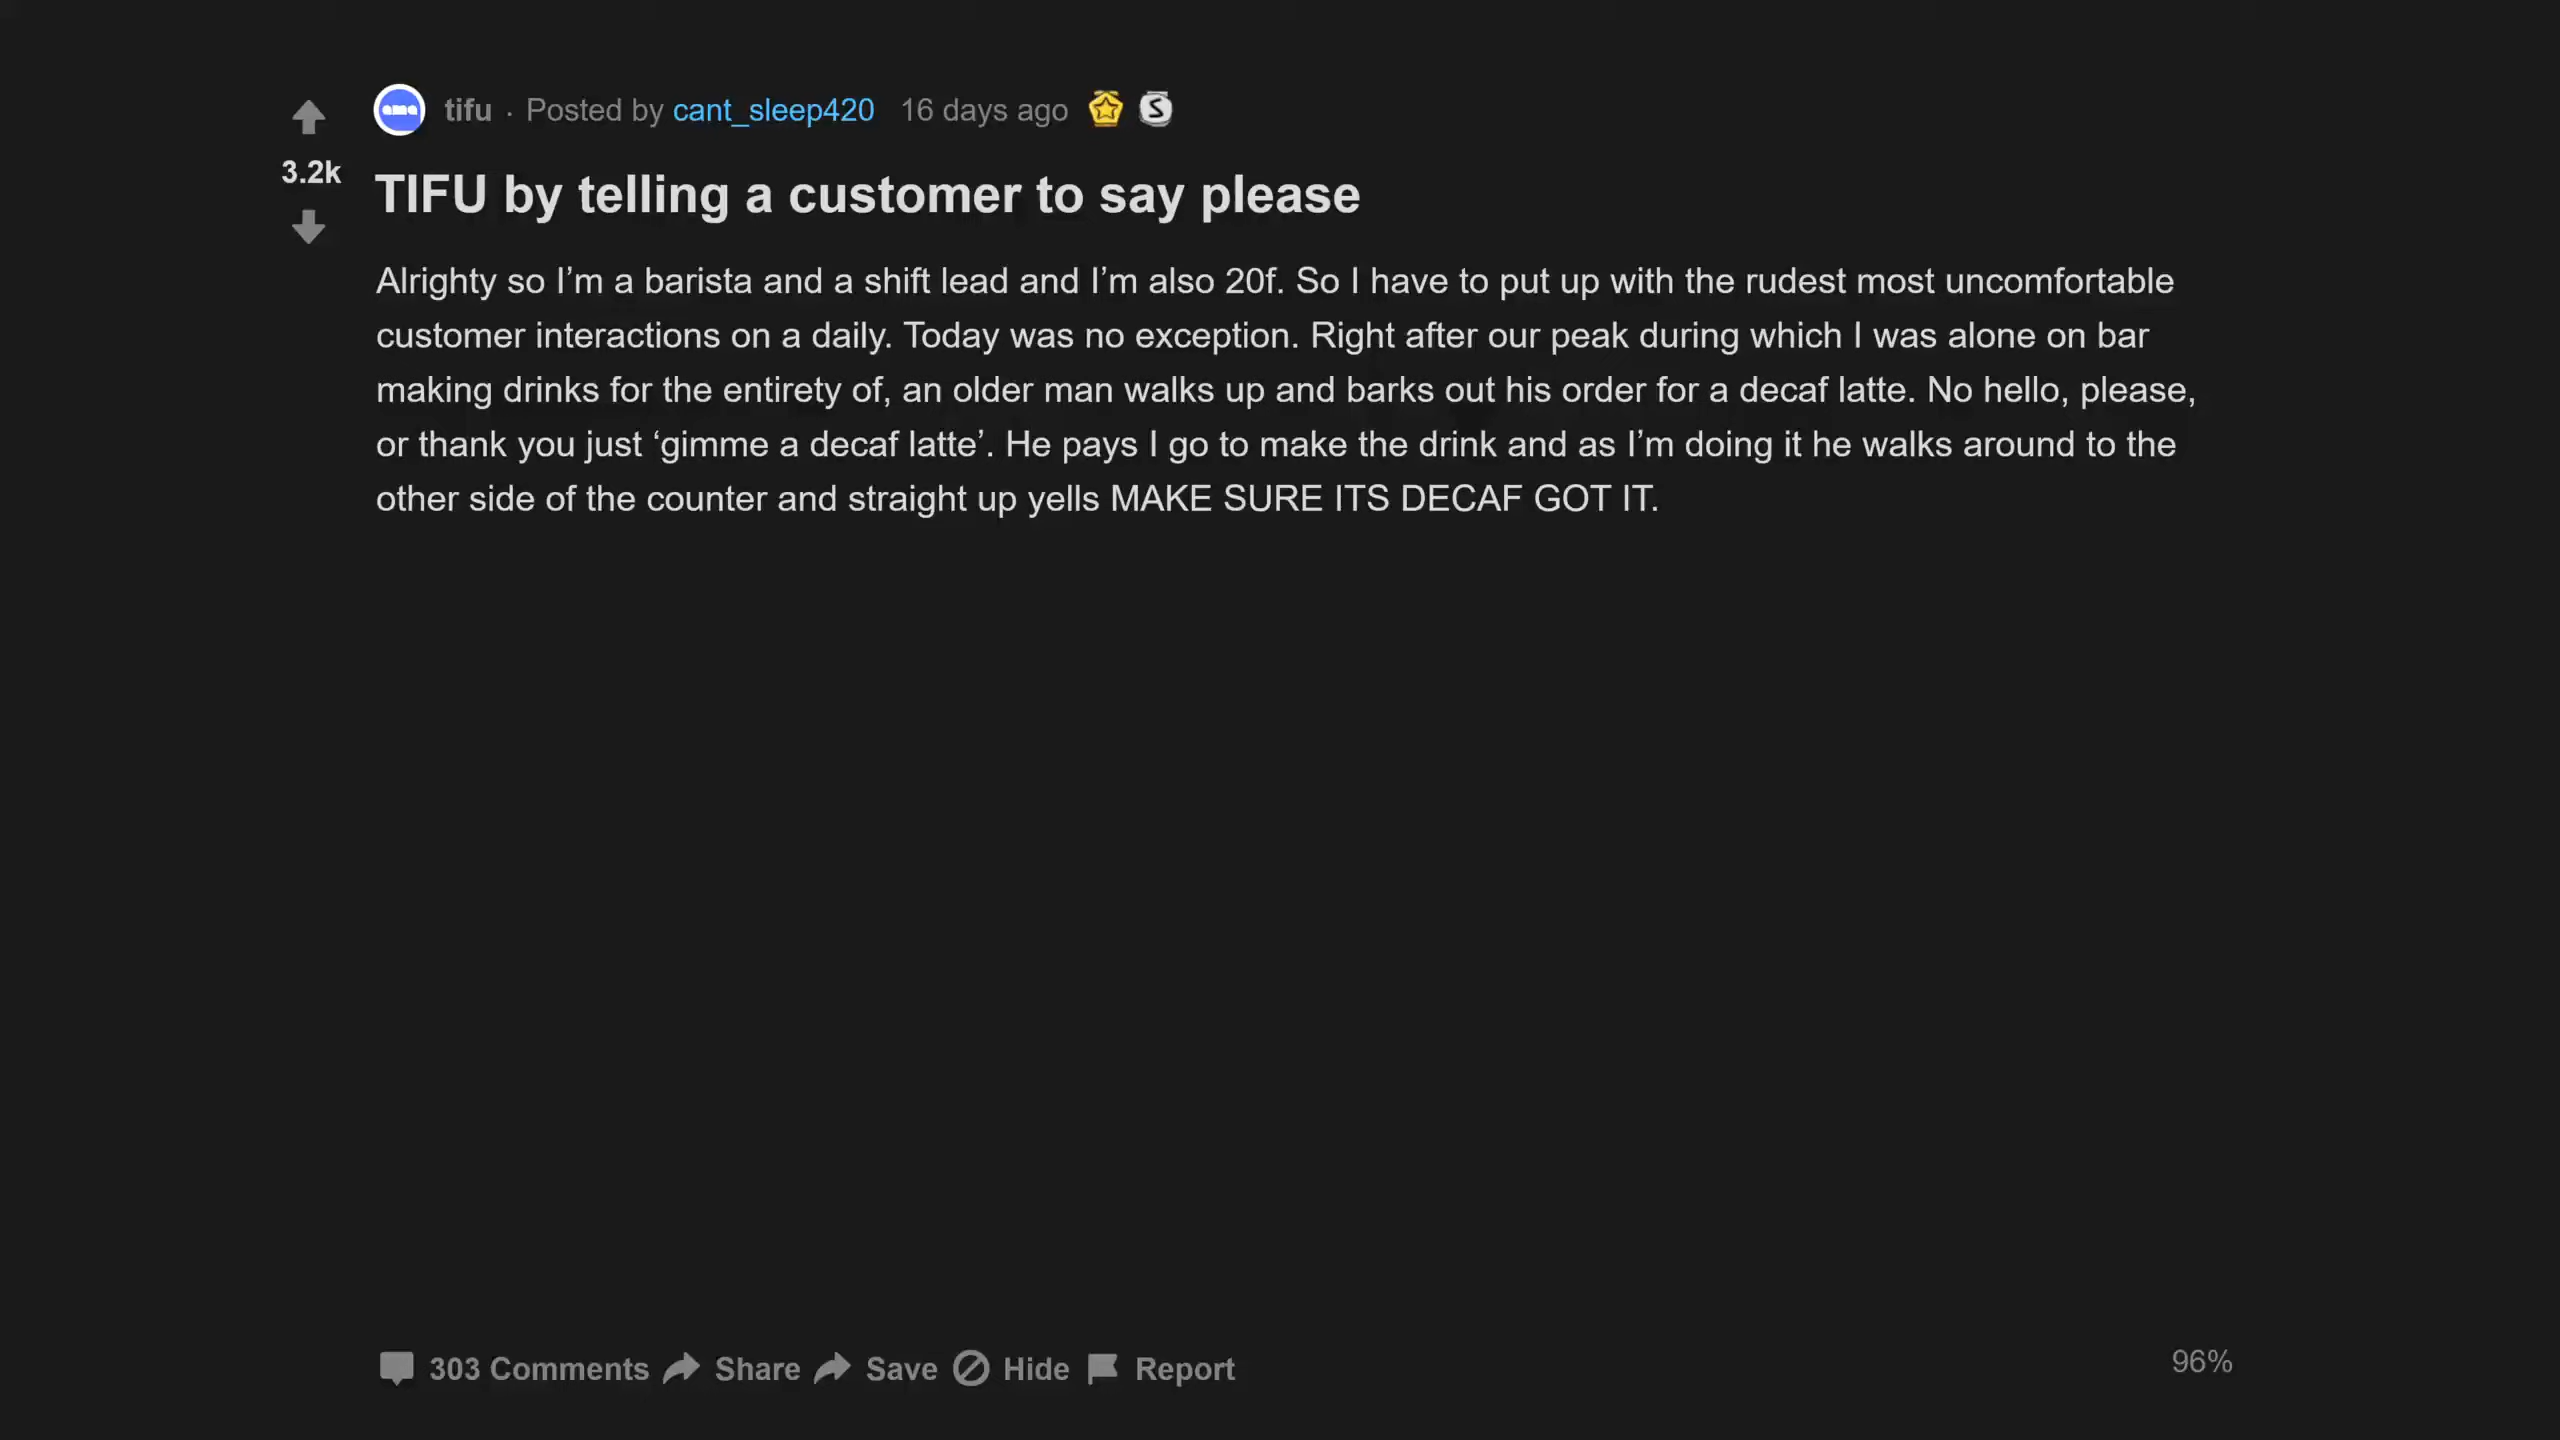 ama tifu · Posted by cant_sleep420 16 days ago S
3.2k
TIFU by telling a customer to say please
Alrighty so I’m a barista and a shift lead and I’m also 20f. So I have to put up with the rudest most uncomfortable
customer interactions on a daily. Today was no exception. Right after our peak during which I was alone on bar
making drinks for the entirety of, an older man walks up and barks out his order for a decaf latte. No hello, please,
or thank you just ‘gimme a decaf latte’. He pays I go to make the drink and as I’m doing it he walks around to the
other side of the counter and straight up yells MAKE SURE ITS DECAF GOT IT.
303 Comments Share Save Hide Report 96%